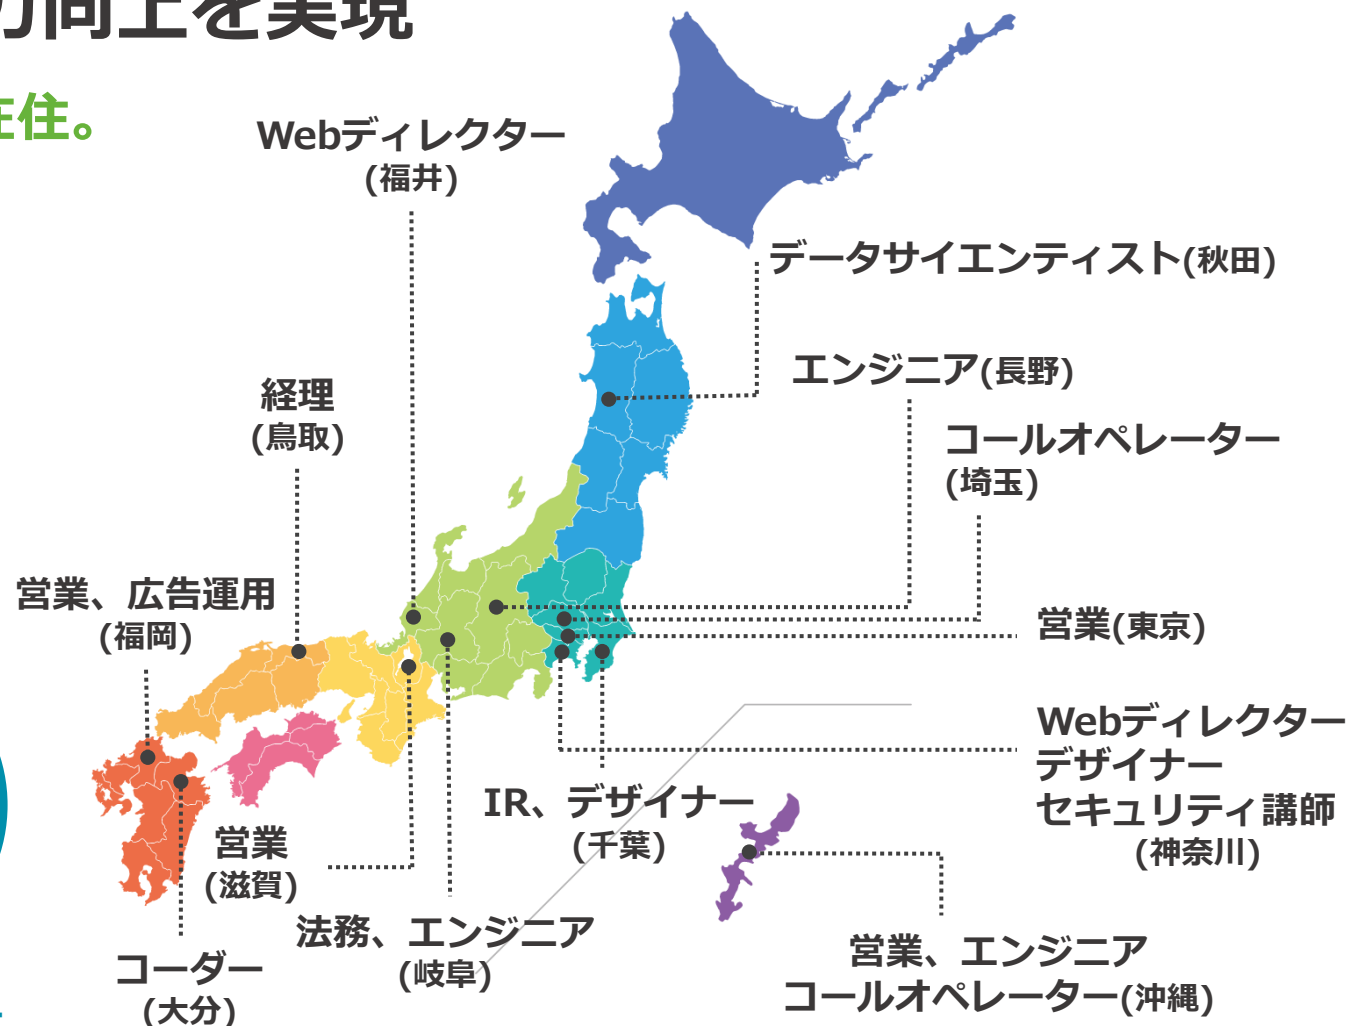 力向上を実現
在住。
Webディレクター
(福井)
データサイエンティスト(秋田)
エンジニア(長野)
経理
(鳥取)
コールオペレーター
(埼玉)
営業、広告運用
(福岡)
営業(東京)
Webディレクター
デザイナー
セキュリティ講師
(神奈川)
IR、デザイナー
(千葉)
営業
(滋賀)
法務、エンジニア
(岐阜)
コーダー
(大分)
営業、エンジニア
コールオペレーター(沖縄)